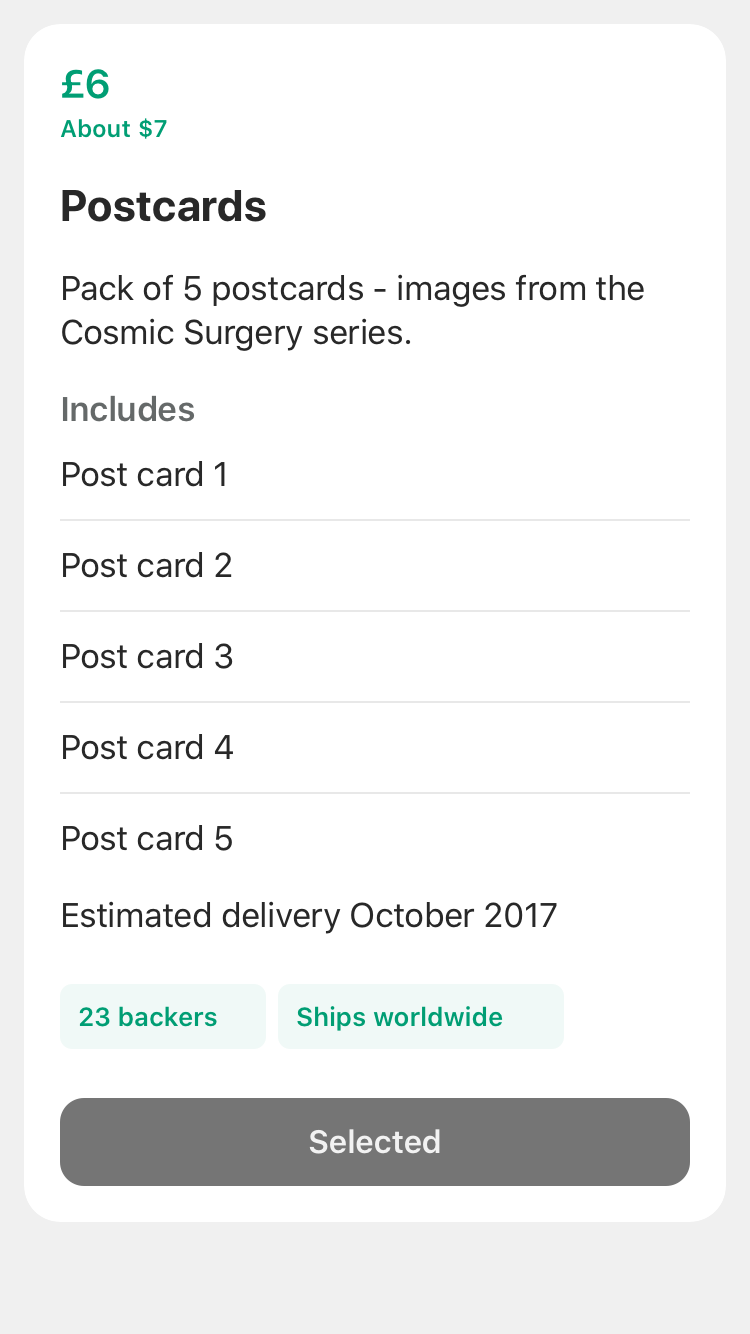 £6
About $7
Postcards
Pack of 5 postcards - images from the
Cosmic Surgery series.
Includes
Post card 1
Post card 2
Post card 3
Post card 4
Post card 5
Estimated delivery October 2017
23 backers
Ships worldwide
Selected